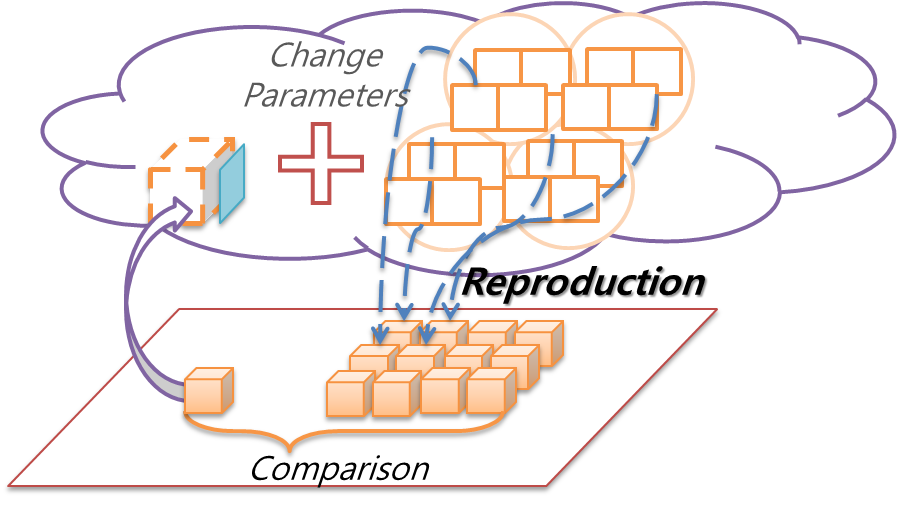 Change
Parameters
Reproduction
Comparison